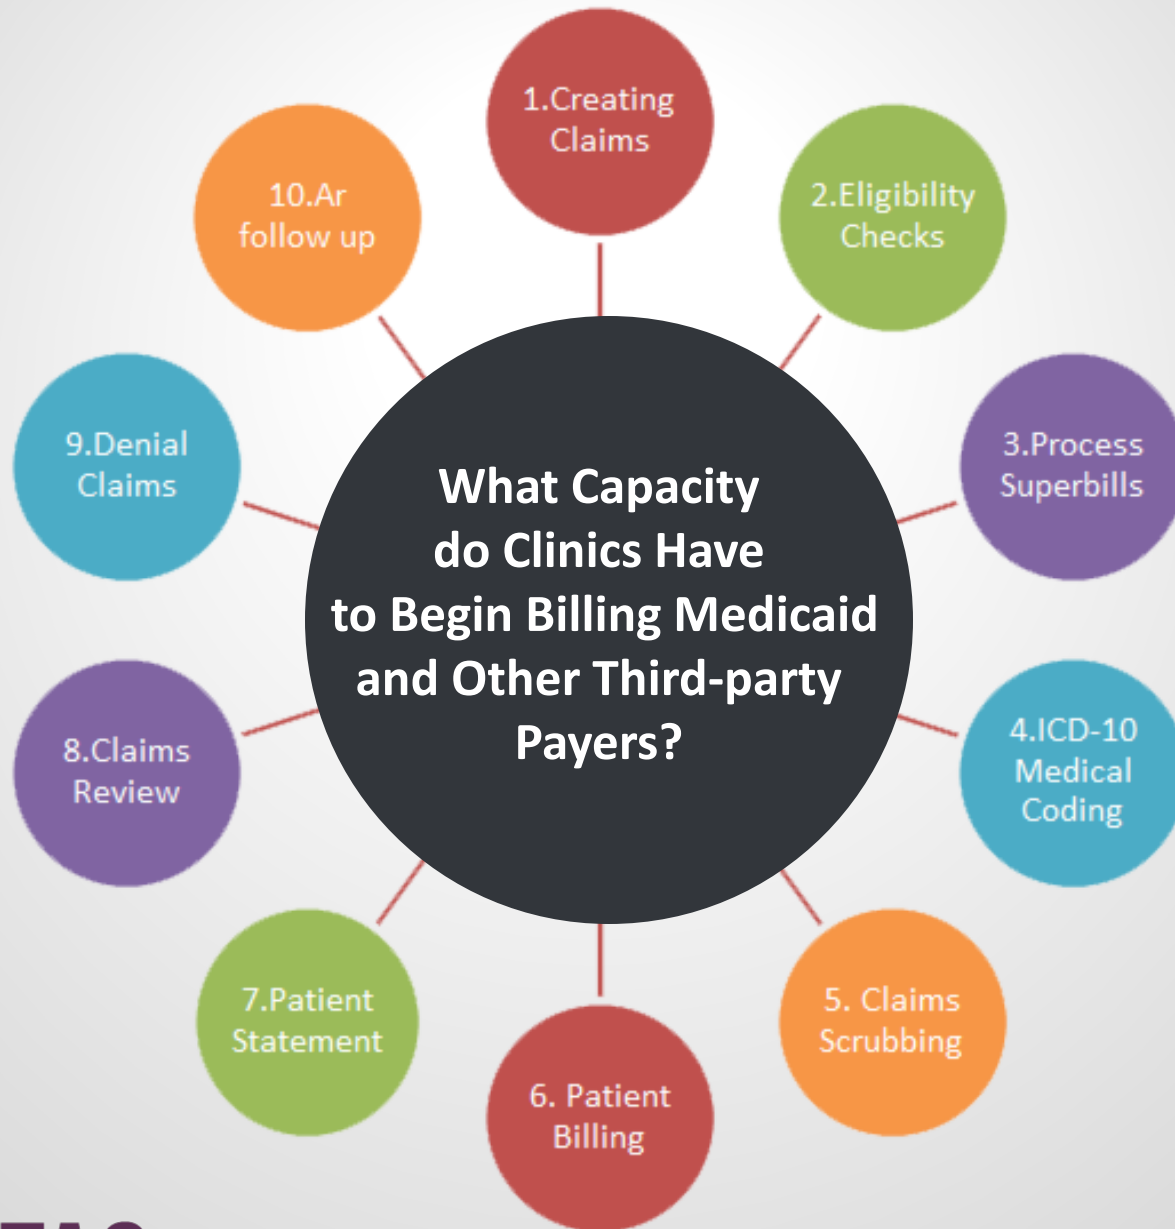 What Capacity
do Clinics Have
to Begin Billing Medicaid
and Other Third-party
Payers?
1.Creating
Claims
2.Eligibility
Checks
3.Process
Superbills
4.ICD-10
Medical
Coding
5. Claims
Scrubbing
6. Patient
Billing
7.Patient
Statement
8.Claims
Review
9.Denial
Claims
10.Ar
follow up